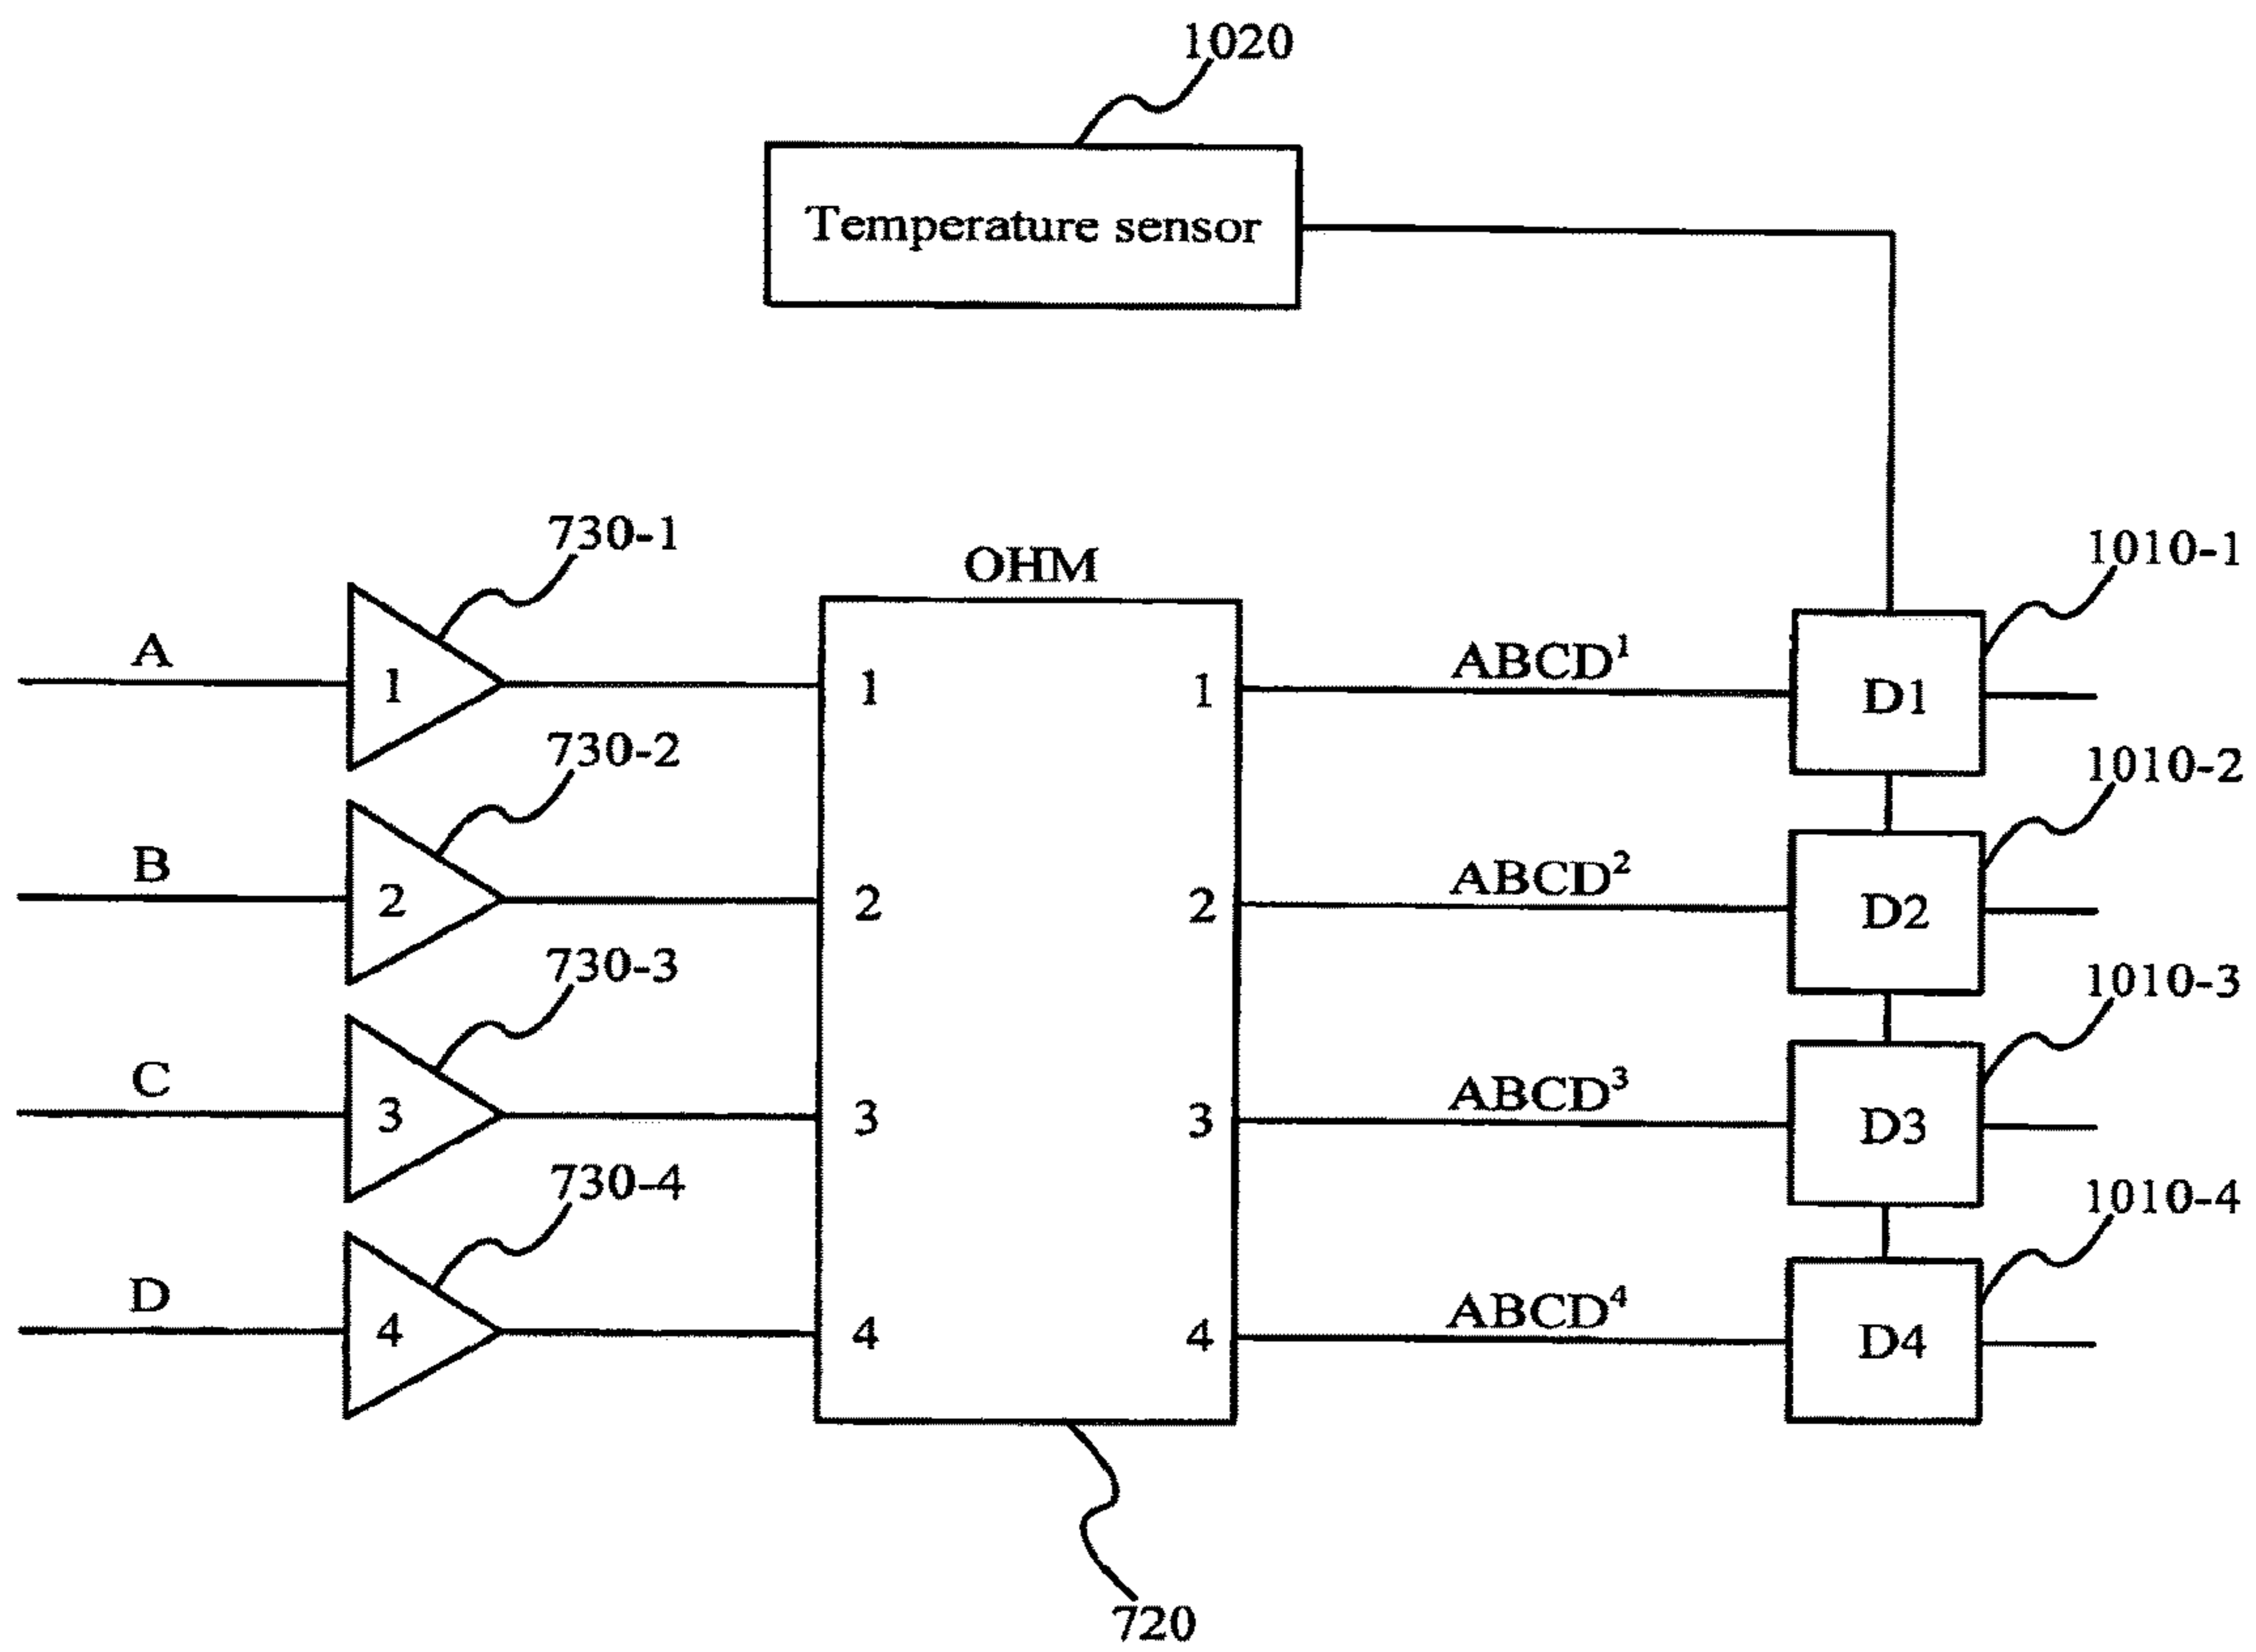 1020
Temperature sensor
730-1
OHM
1010-1
A
1
1
1
ABCD¹
D1
730-2
1010-2
B
2
2
2
ABCD²
D2
730-3
1010-3
C
3
3
3
ABCD³
D3
730-4
1010-4
D
4
4
4
ABCD⁴
D4
720